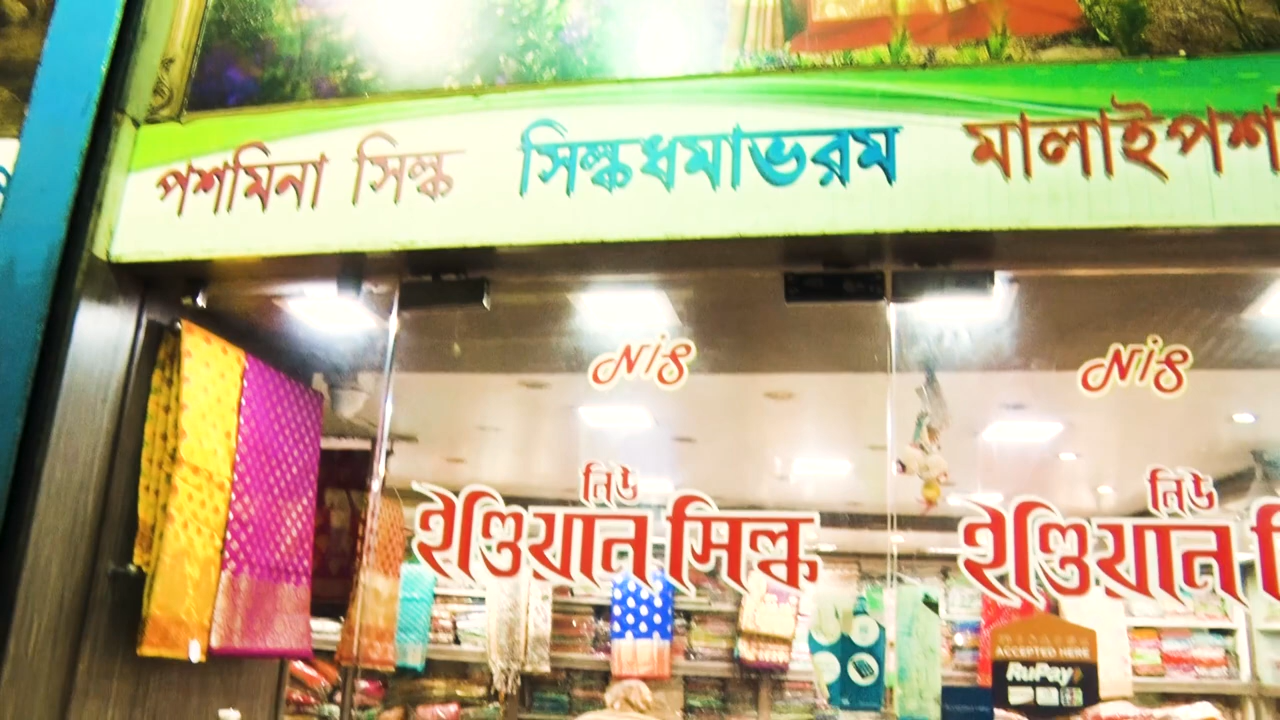 পশমিনা সিল্ক সিল্কধমাভরম মালাইপশ
NIS NIS
নিউ নিউ
ইণ্ডিয়ান সিল্ক ইণ্ডিয়ান
ACCEPTED HERE
RuPay